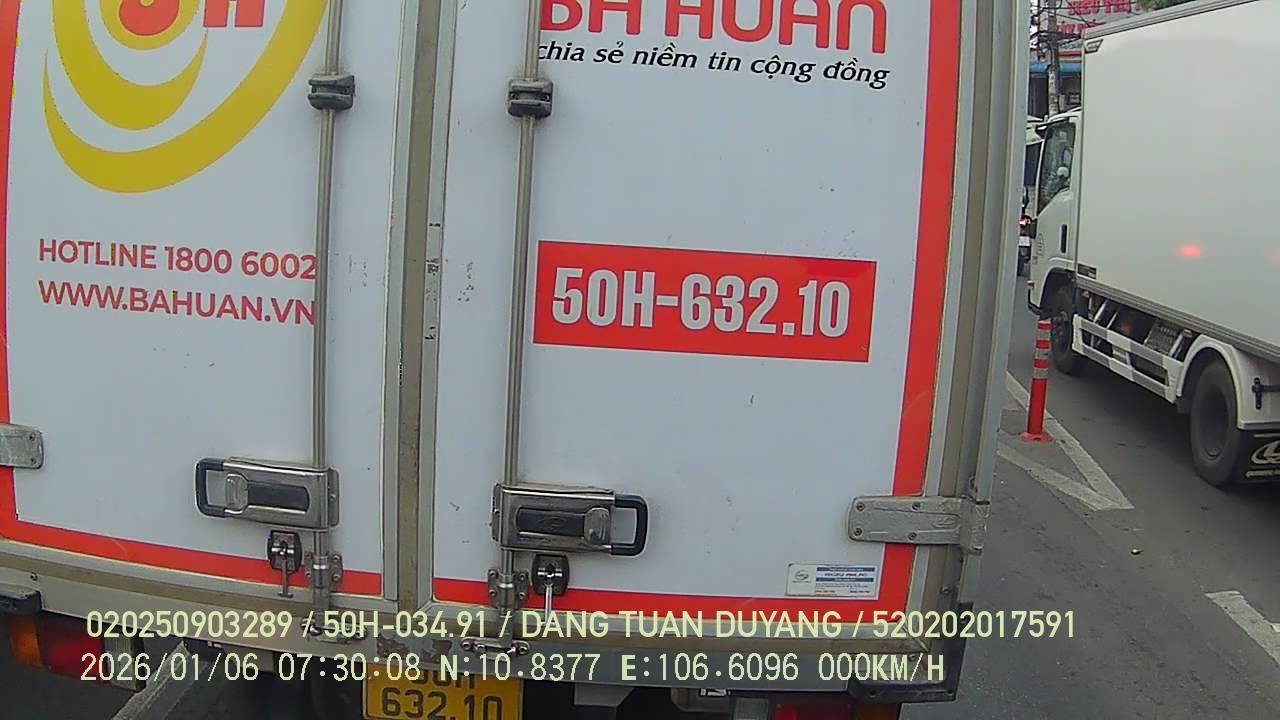 BA HUAN
chia sẻ niềm tin cộng đồng
HOTLINE 1800 6002
WWW.BAHUAN.VN
50H-632.10
020250903289 / 50H-034.91 / DANG TUAN DUYANG / 520202017591
2026/01/06 07:30:08 N:10.8377 E:106.6096 000KM/H
50H
632.10